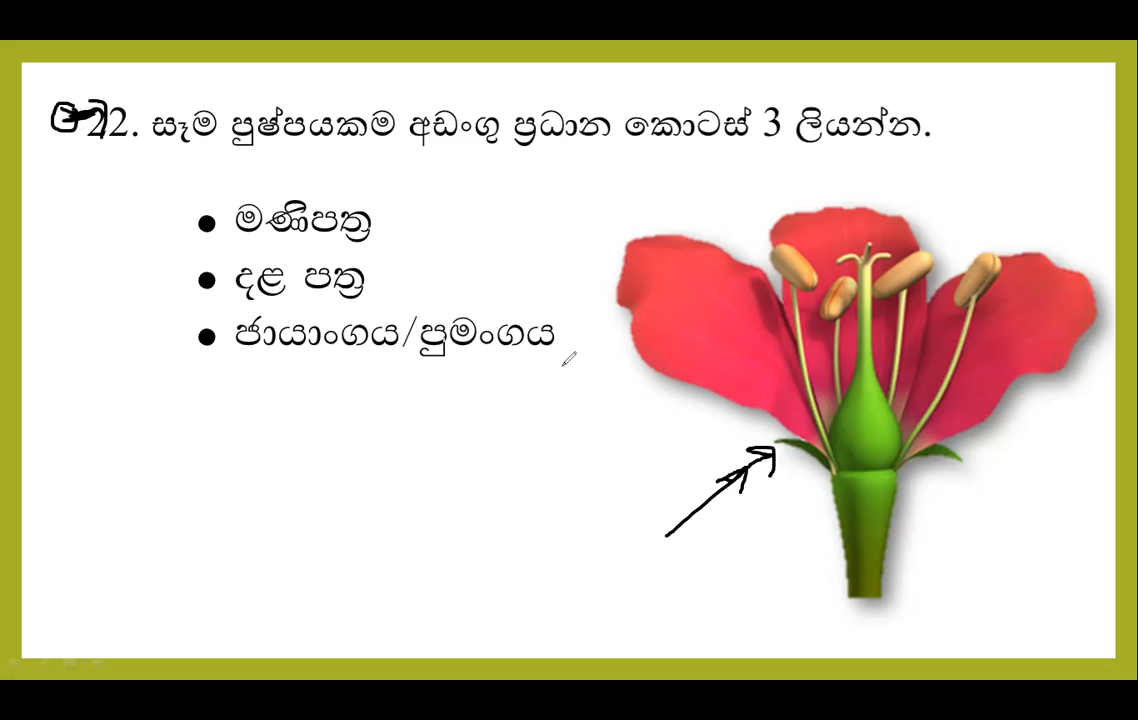 22. සෑම පුෂ්පයකම අඩංගු ප්‍රධාන කොටස් 3 ලියන්න.
● මණිපත්‍ර
● දළ පත්‍ර
● ජායාංගය/පුමංගය